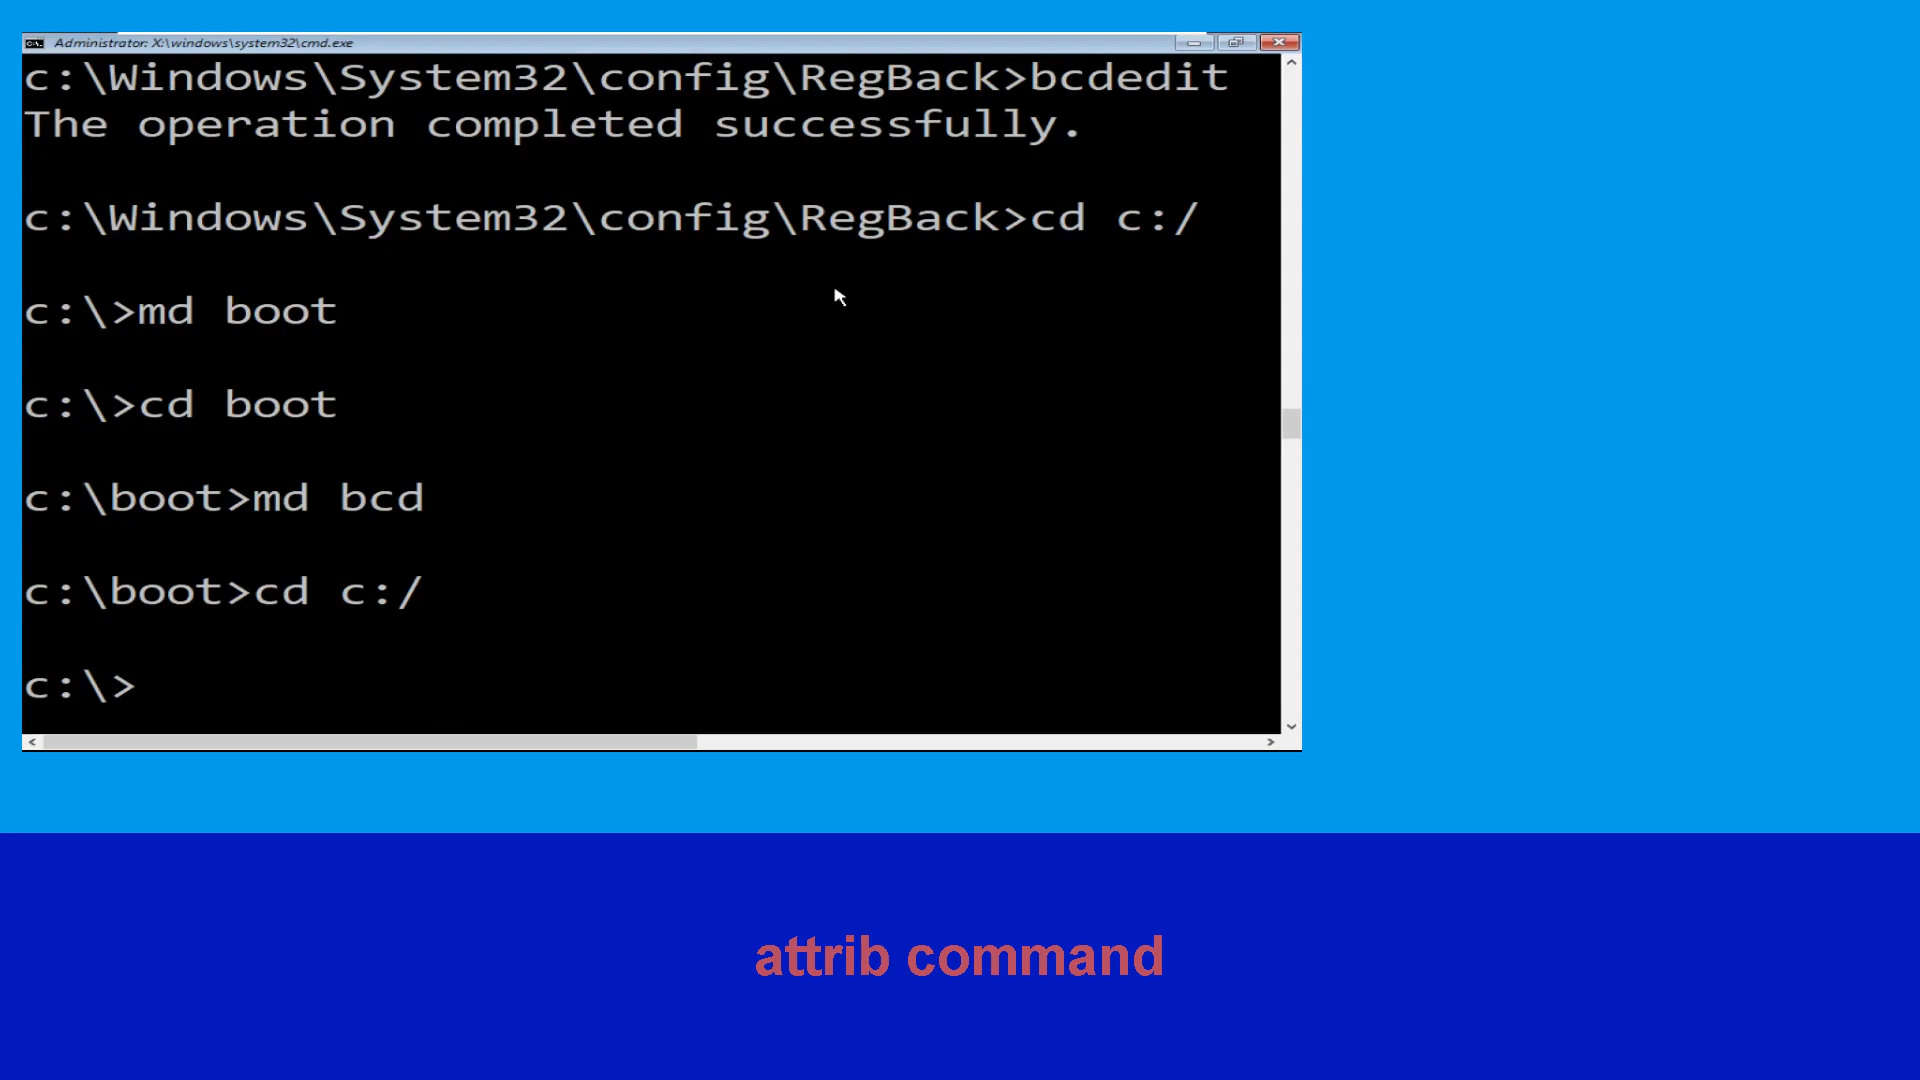 Administrator: X:\windows\system32\cmd.exe
c:\Windows\System32\config\RegBack>bcdedit
The operation completed successfully.
c:\Windows\System32\config\RegBack>cd c:/
c:\>md boot
c:\>cd boot
c:\boot>md bcd
c:\boot>cd c:/
c:\>
attrib command